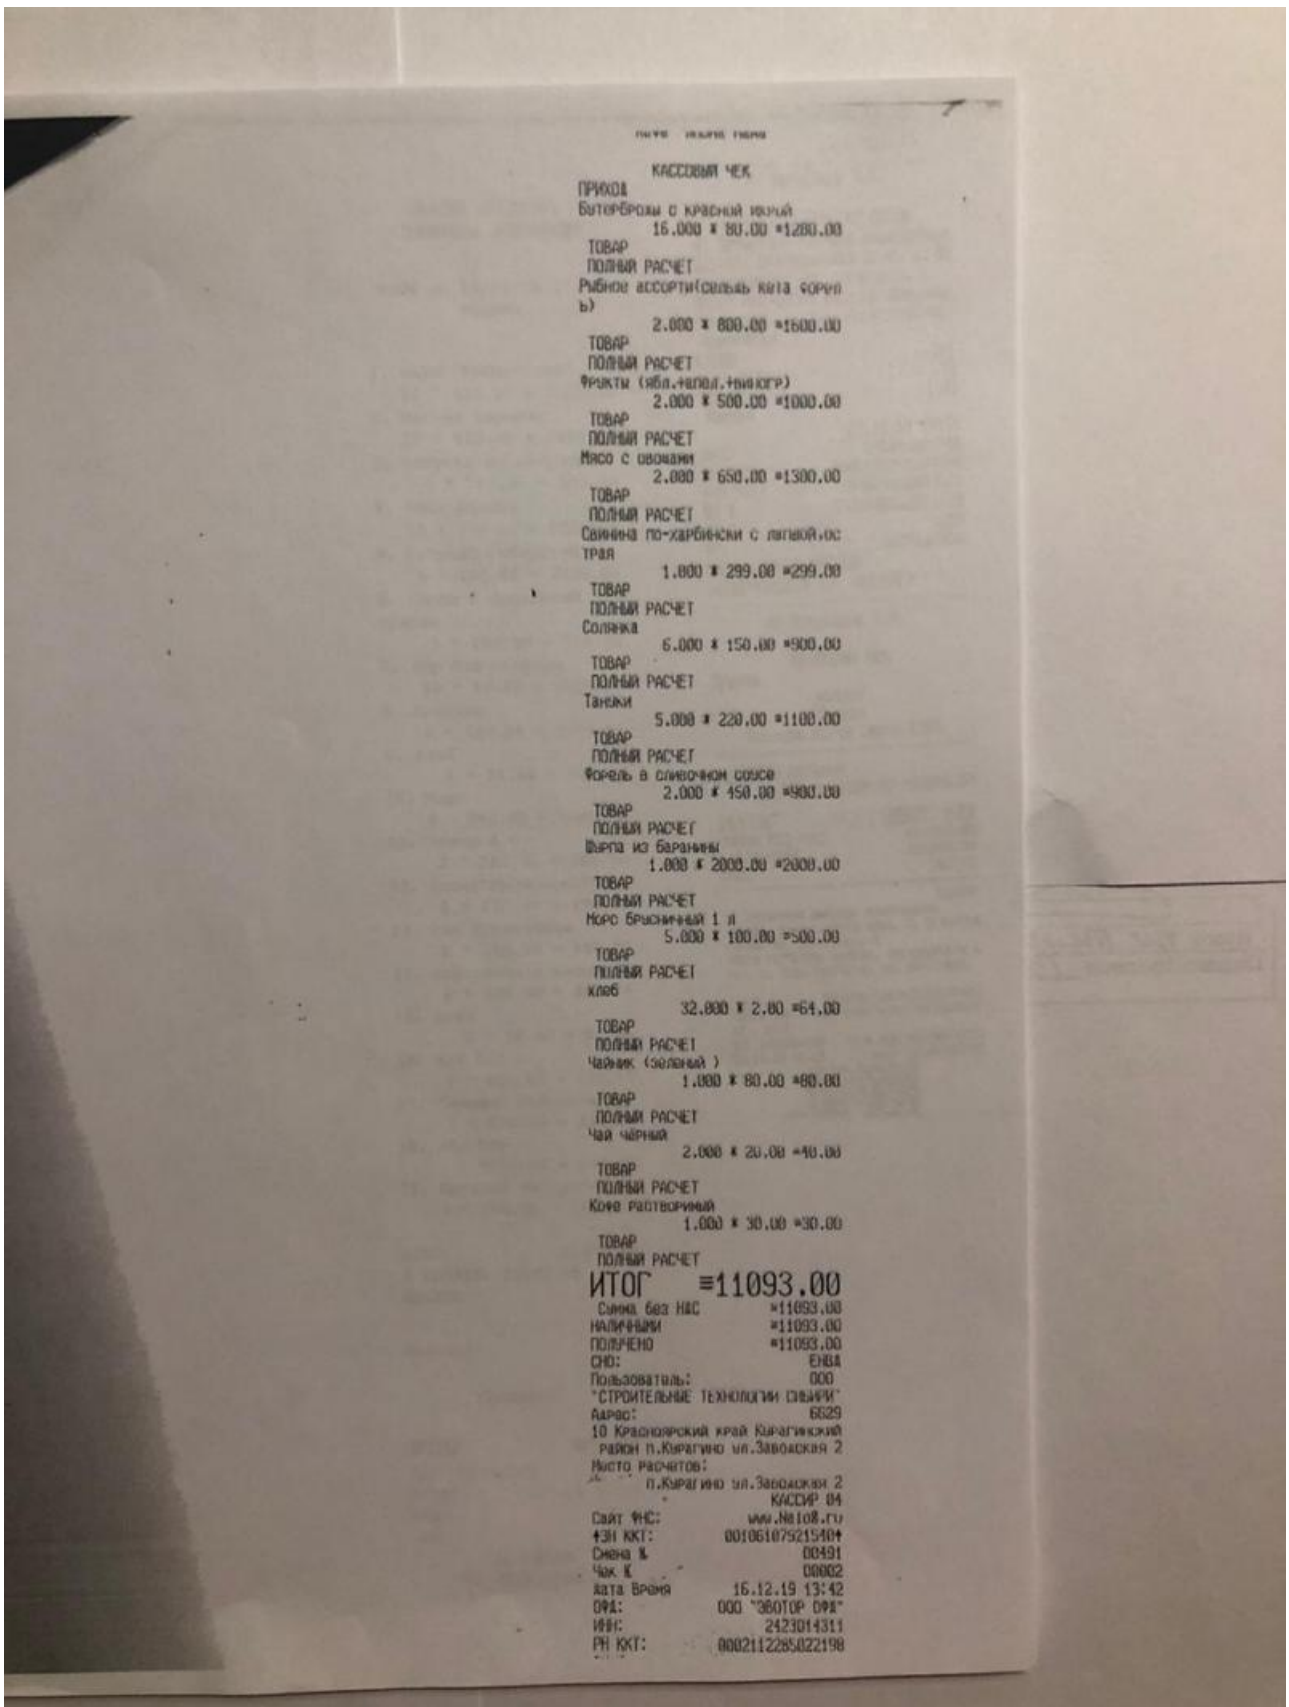 КАССОВЫЙ ЧЕК
ПРИХОД
Бутерброды с красной икрой
16.000 * 80.00 =1280.00
ТОВАР
ПОЛНЫЙ РАСЧЕТ
Рыбное ассорти(сельдь кета форел
ь)
2.000 * 800.00 =1600.00
ТОВАР
ПОЛНЫЙ РАСЧЕТ
Фрукты (ябл.+апел.+виногр)
2.000 * 500.00 =1000.00
ТОВАР
ПОЛНЫЙ РАСЧЕТ
Мясо с овощами
2.000 * 650.00 =1300.00
ТОВАР
ПОЛНЫЙ РАСЧЕТ
Свинина по-харбински с лапшой,ос
трая
1.000 * 299.00 =299.00
ТОВАР
ПОЛНЫЙ РАСЧЕТ
Солянка
6.000 * 150.00 =900.00
ТОВАР
ПОЛНЫЙ РАСЧЕТ
5.000 * 220.00 =1100.00
ТОВАР
ПОЛНЫЙ РАСЧЕТ
Форель в сливочном соусе
2.000 * 450.00 =900.00
ТОВАР
ПОЛНЫЙ РАСЧЕТ
Шурпа из баранины
1.000 * 2000.00 =2000.00
ТОВАР
ПОЛНЫЙ РАСЧЕТ
Морс брусничный 1 л
5.000 * 100.00 =500.00
ТОВАР
ПОЛНЫЙ РАСЧЕТ
хлеб
32.000 * 2.00 =64.00
ТОВАР
ПОЛНЫЙ РАСЧЕТ
Чайник (зеленый )
1.000 * 80.00 =80.00
ТОВАР
ПОЛНЫЙ РАСЧЕТ
Чай чёрный
2.000 * 20.00 =40.00
ТОВАР
ПОЛНЫЙ РАСЧЕТ
Кофе растворимый
1.000 * 30.00 =30.00
ТОВАР
ПОЛНЫЙ РАСЧЕТ
ИТОГ ≡11093.00
Сумма без НДС =11093.00
НАЛИЧНЫМИ =11093.00
ПОЛУЧЕНО =11093.00
СНО: ЕНВД
Пользователь: ООО
"СТРОИТЕЛЬНЫЕ ТЕХНОЛОГИИ СИБИРИ"
Адрес: 6629
10 Красноярский край Курагинский
район п.Курагино ул.Заводская 2
Место расчетов:
п.Курагино ул.Заводская 2
КАССИР 04
Сайт ФНС: www.Nalog.ru
ЗН ККТ: 00106107921540
Смена № 00491
Чек № 00002
Дата Время 16.12.19 13:42
ОФД: ООО "ЭВОТОР ОФД"
ИНН: 2423014311
РН ККТ: 0002112285022198